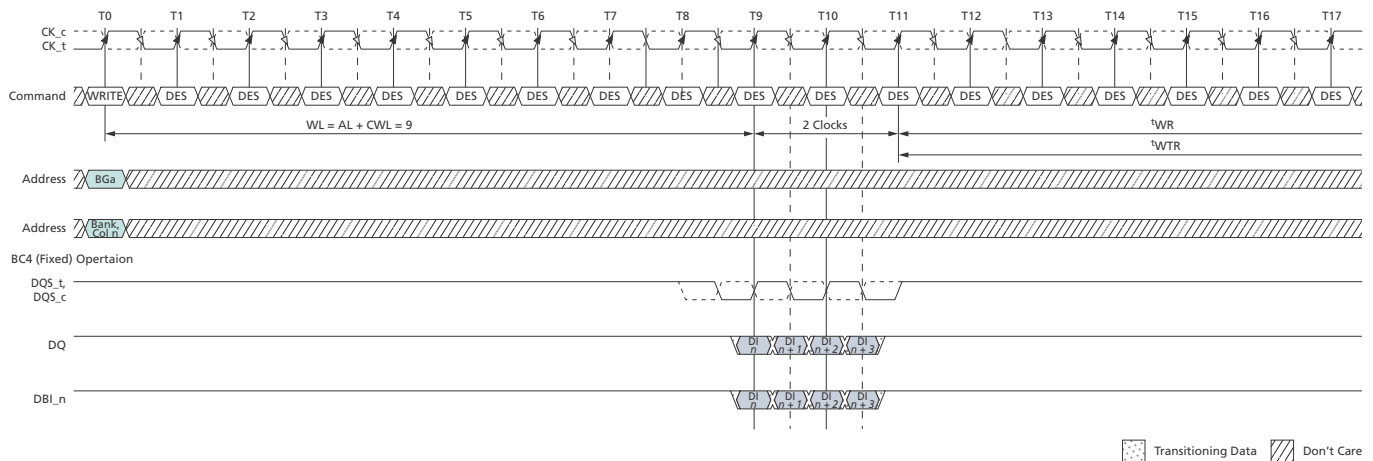 T0 T1 T2 T3 T4 T5 T6 T7 T8 T9 T10 T11 T12 T13 T14 T15 T16 T17
CK_c
CK_t
Command WRITE DES DES DES DES DES DES DES DES DES DES DES DES DES DES DES DES DES
WL = AL + CWL = 9 2 Clocks tWR
tWTR
Address BGa
Address Bank, Col n
BC4 (Fixed) Opertaion
DQS_t,
DQS_c
DQ DI n DI n + 1 DI n + 2 DI n + 3
DBI_n DI n DI n + 1 DI n + 2 DI n + 3
Transitioning Data Don't Care